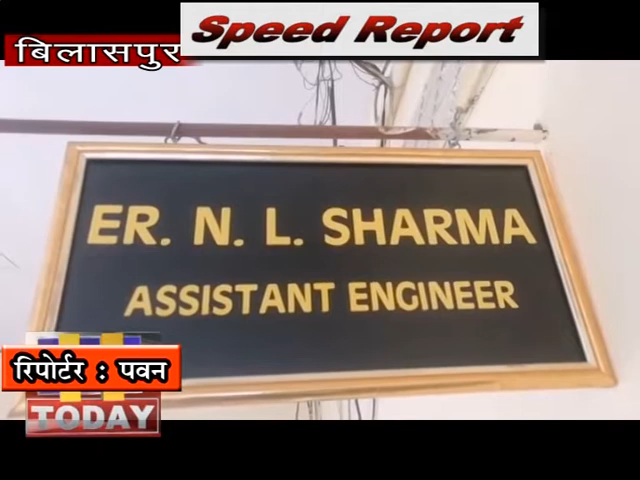 Speed Report
बिलासपुर
ER. N. L. SHARMA
ASSISTANT ENGINEER
रिपोर्टर : पवन
TODAY